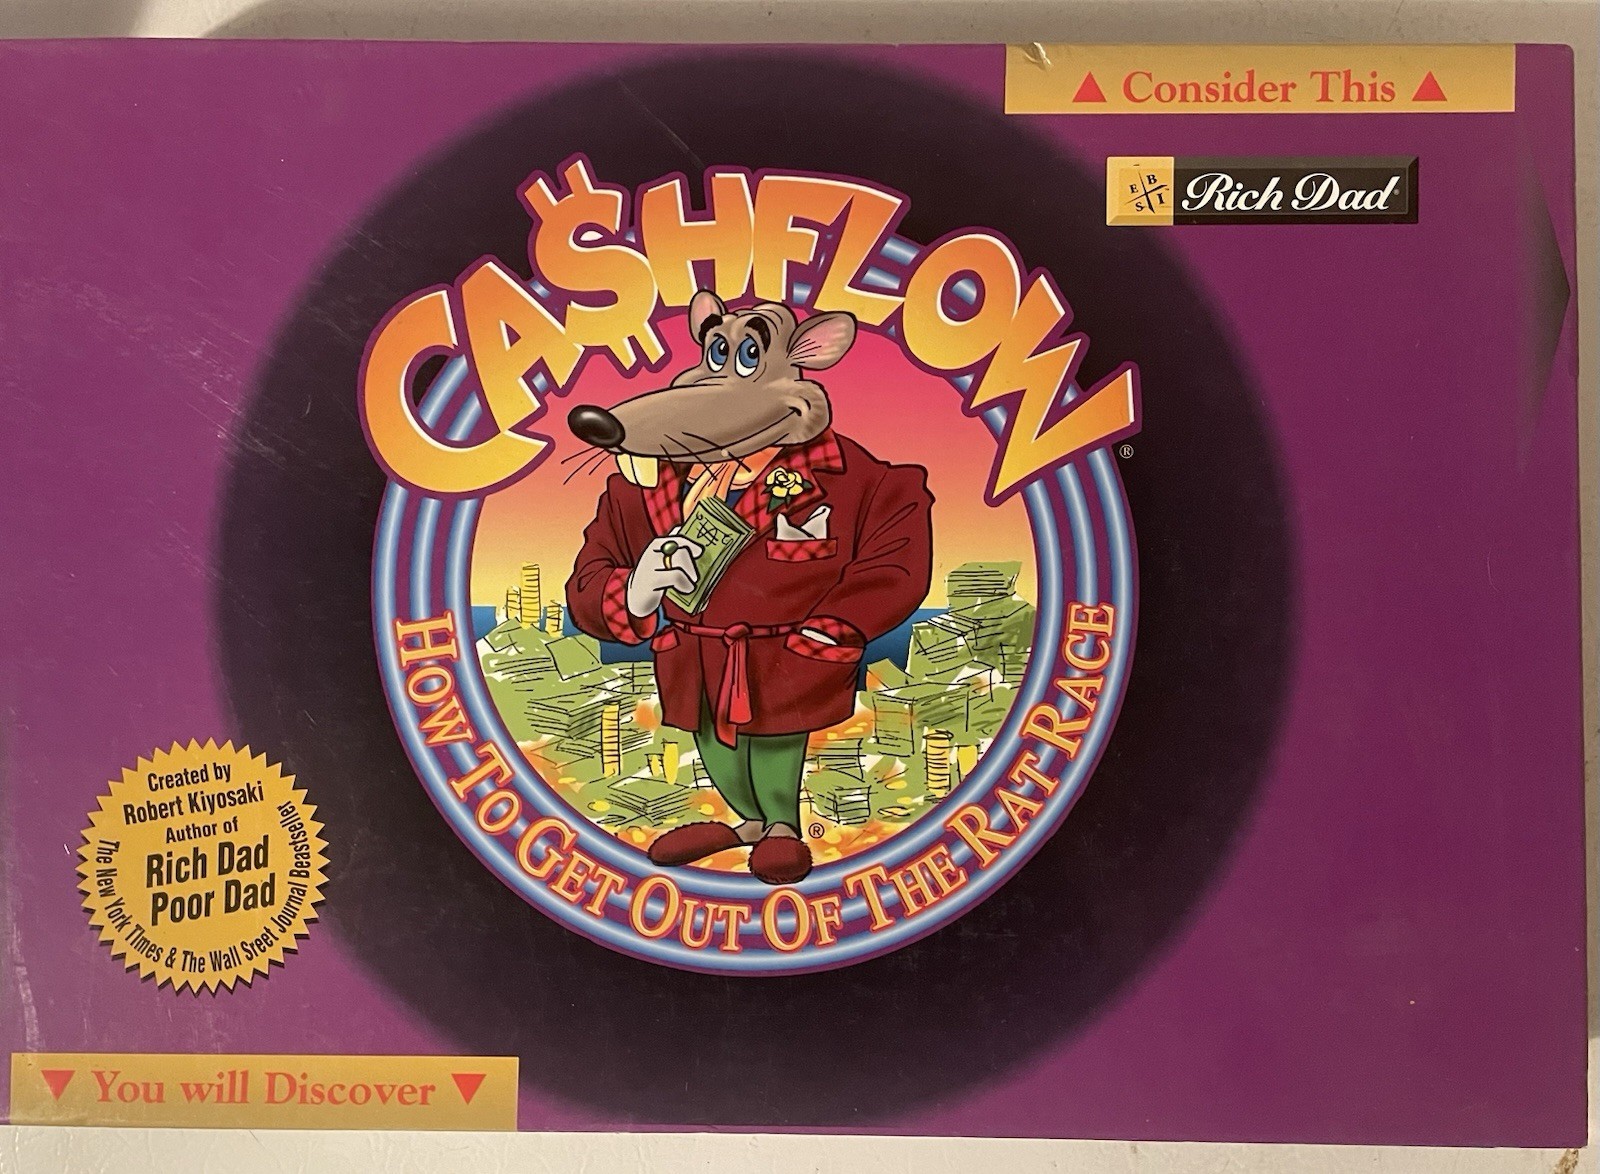 ▲ Consider This ▲
E B S I
Rich Dad®
CA$HFLOW®
HOW TO GET OUT OF THE RAT RACE
®
Created by
Robert Kiyosaki
Author of
Rich Dad
Poor Dad
The New York Times & The Wall Sreet Journal Beastseller
▼ You will Discover ▼